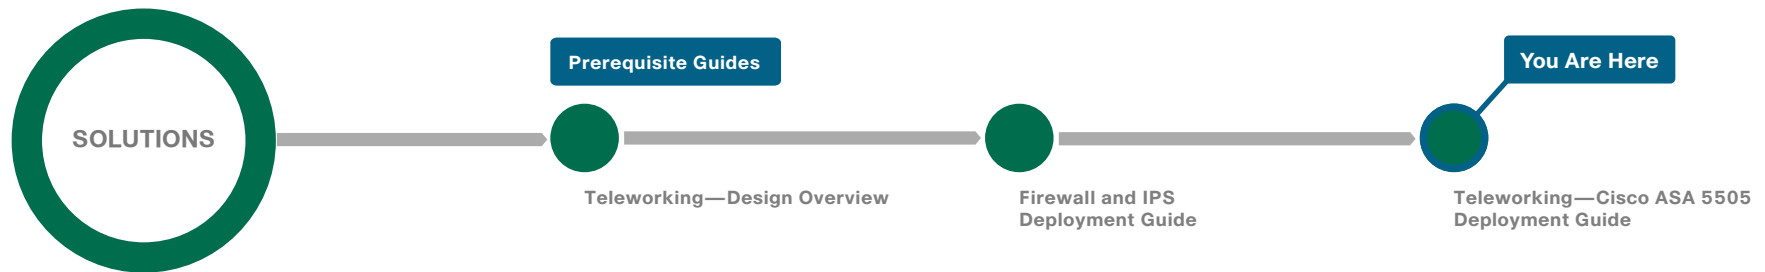 Prerequisite Guides
You Are Here
SOLUTIONS
Teleworking—Design Overview
Firewall and IPS
Deployment Guide
Teleworking—Cisco ASA 5505
Deployment Guide